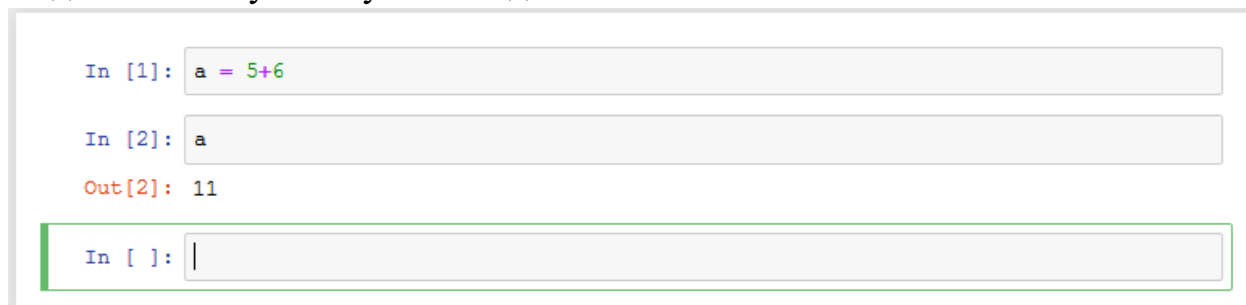 In [1]: a = 5+6
In [2]: a
Out[2]: 11
In [ ]: